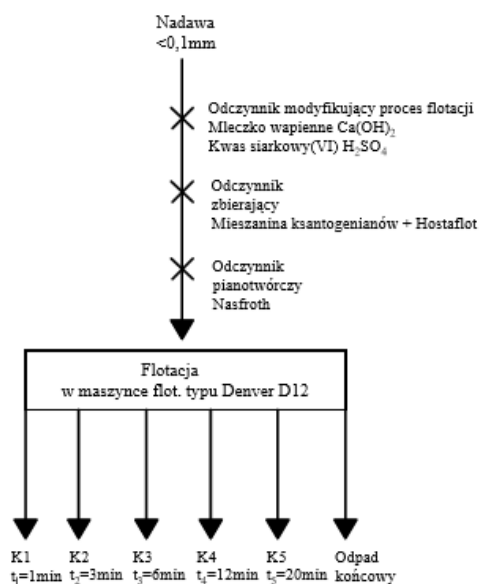 Nadawa
<0,1mm
Odczynnik modyfikujący proces flotacji
Mleczko wapienne Ca(OH)₂
Kwas siarkowy(VI) H₂SO₄
Odczynnik
zbierający
Mieszanina ksantogenianów + Hostaflot
Odczynnik
pianotwórczy
Nasfroth
Flotacja
w maszynce flot. typu Denver D12
K1 K2 K3 K4 K5 Odpad
t₁=1min t₂=3min t₃=6min t₄=12min t₅=20min końcowy